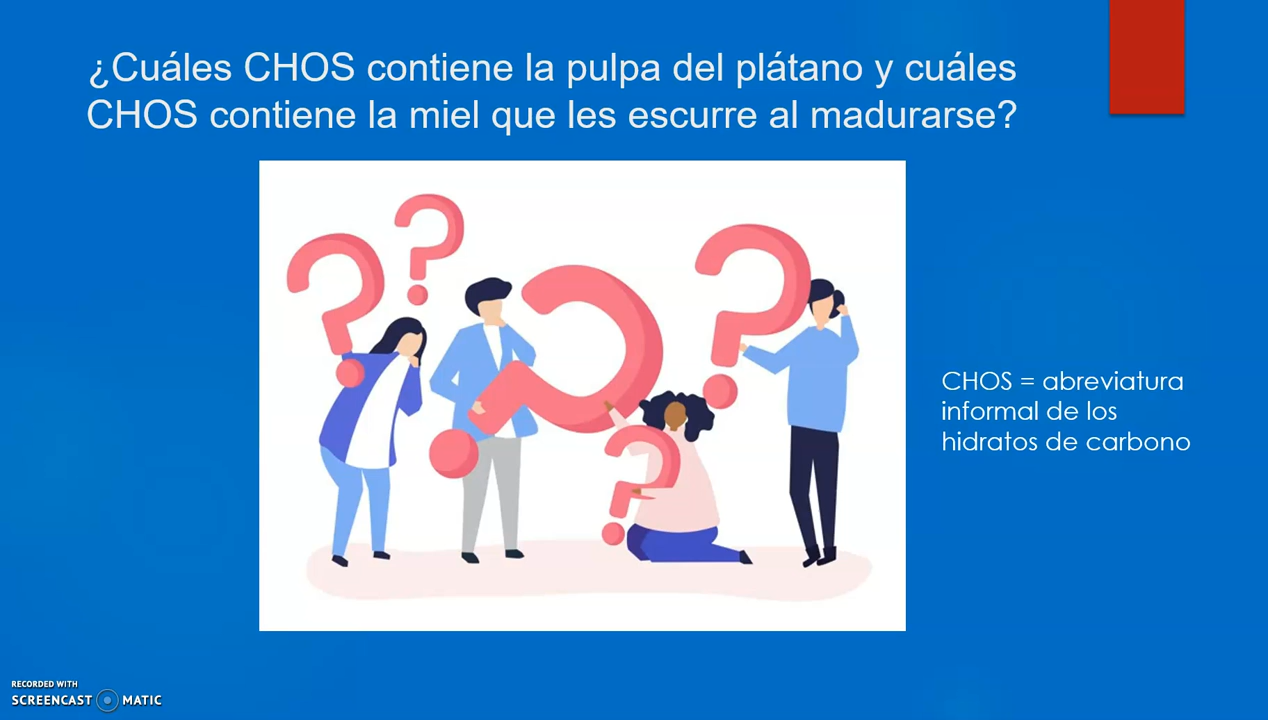 ¿Cuáles CHOS contiene la pulpa del plátano y cuáles
CHOS contiene la miel que les escurre al madurarse?
CHOS = abreviatura
informal de los
hidratos de carbono
RECORDED WITH
SCREENCAST MATIC